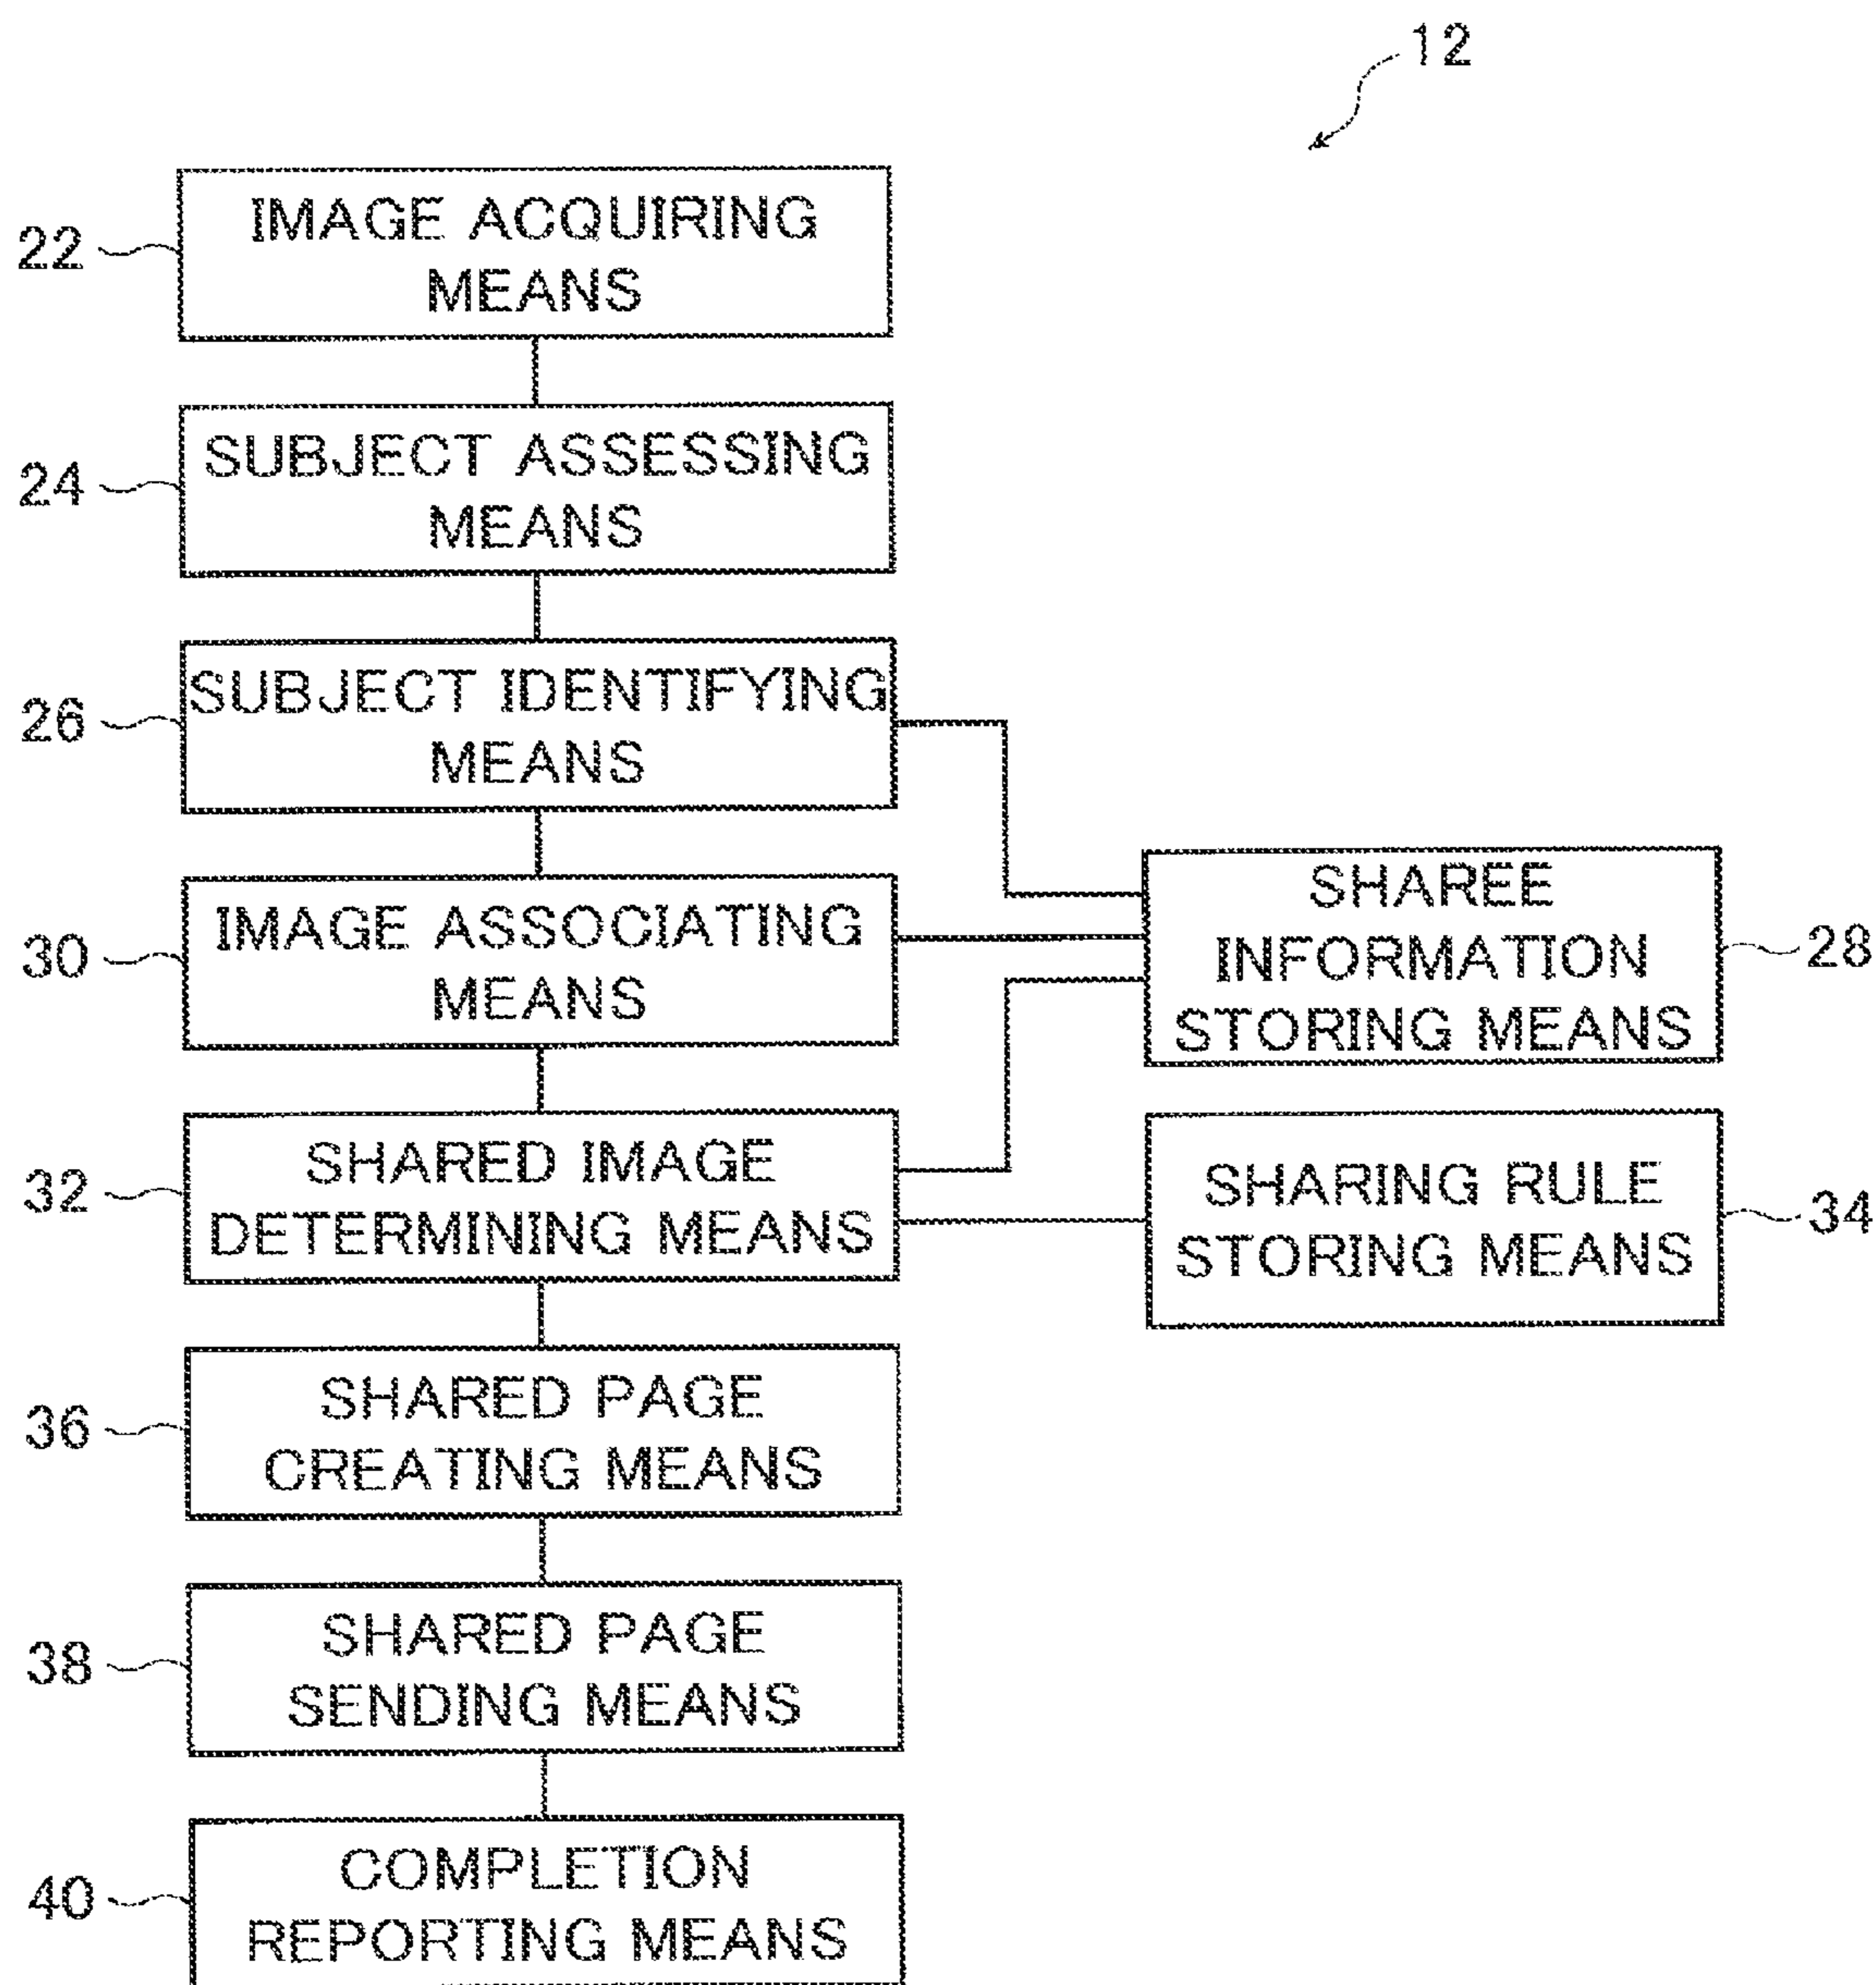 12
22
IMAGE ACQUIRING
MEANS
24
SUBJECT ASSESSING
MEANS
26
SUBJECT IDENTIFYING
MEANS
30
IMAGE ASSOCIATING
MEANS
SHAREE
INFORMATION
STORING MEANS
28
32
SHARED IMAGE
DETERMINING MEANS
SHARING RULE
STORING MEANS
34
36
SHARED PAGE
CREATING MEANS
38
SHARED PAGE
SENDING MEANS
40
COMPLETION
REPORTING MEANS